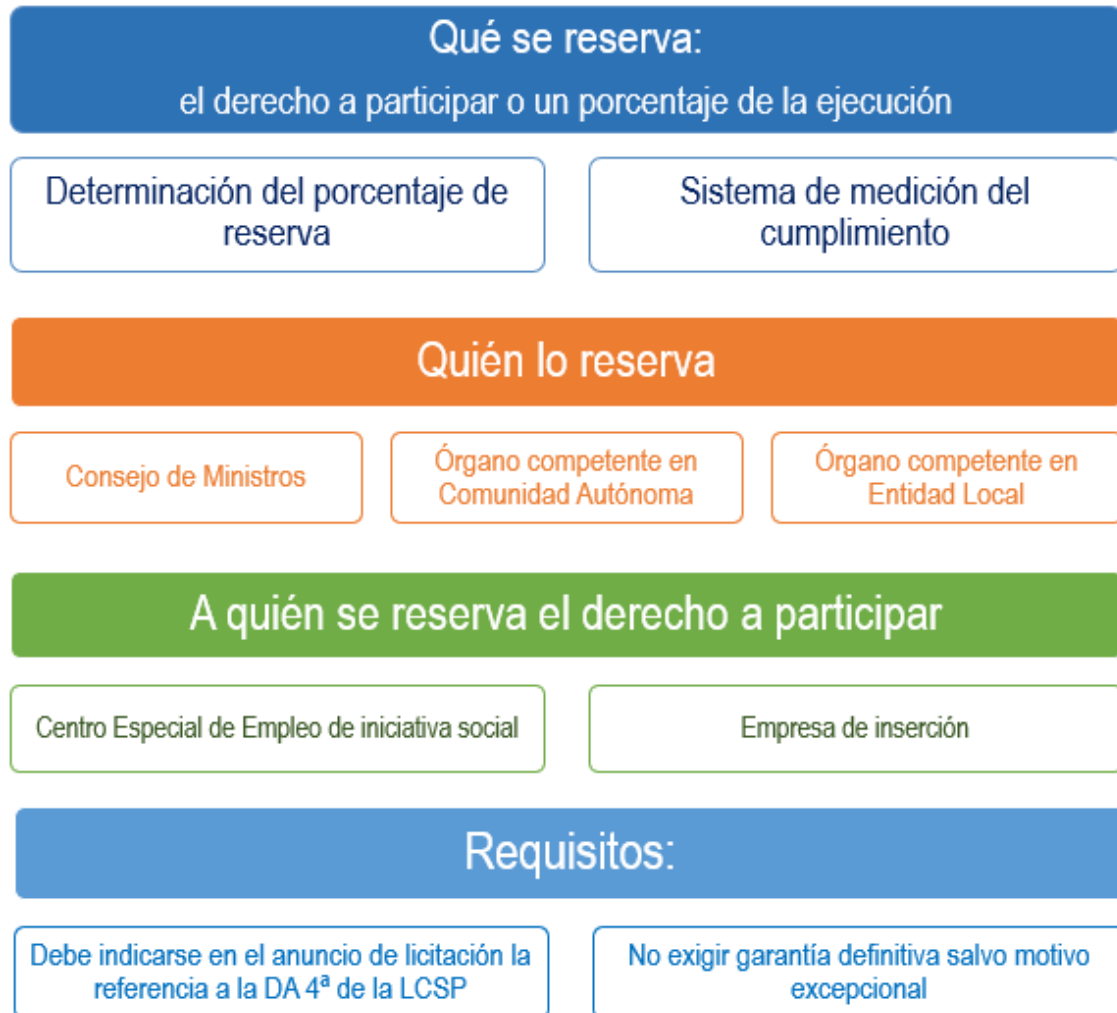 Qué se reserva:
el derecho a participar o un porcentaje de la ejecución
Determinación del porcentaje de
reserva
Sistema de medición del
cumplimiento
Quién lo reserva
Consejo de Ministros
Órgano competente en
Comunidad Autónoma
Órgano competente en
Entidad Local
A quién se reserva el derecho a participar
Centro Especial de Empleo de iniciativa social
Empresa de inserción
Requisitos:
Debe indicarse en el anuncio de licitación la
referencia a la DA 4ª de la LCSP
No exigir garantía definitiva salvo motivo
excepcional